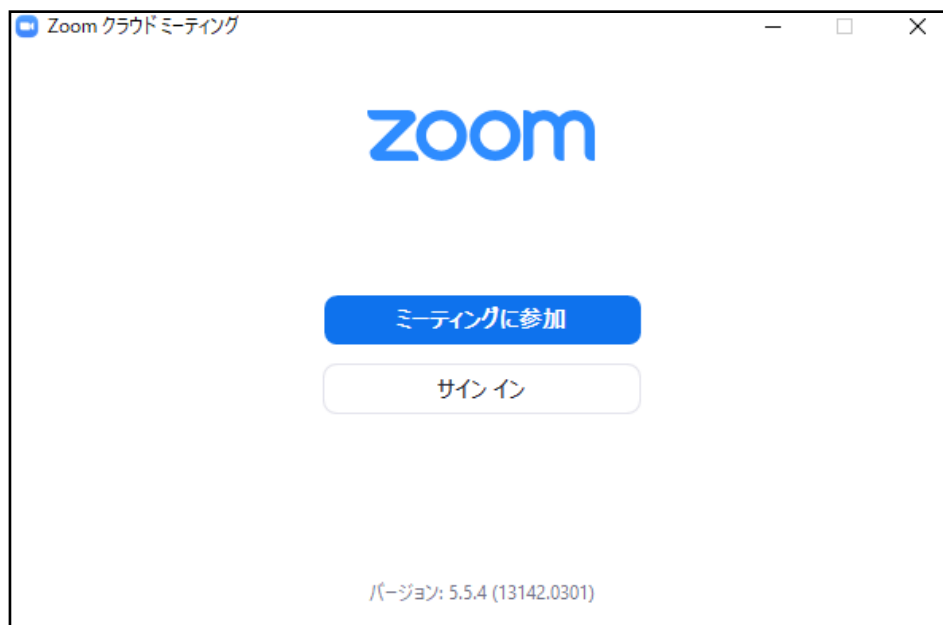 Zoom クラウド ミーティング
zoom
ミーティングに参加
サイン イン
バージョン: 5.5.4 (13142.0301)